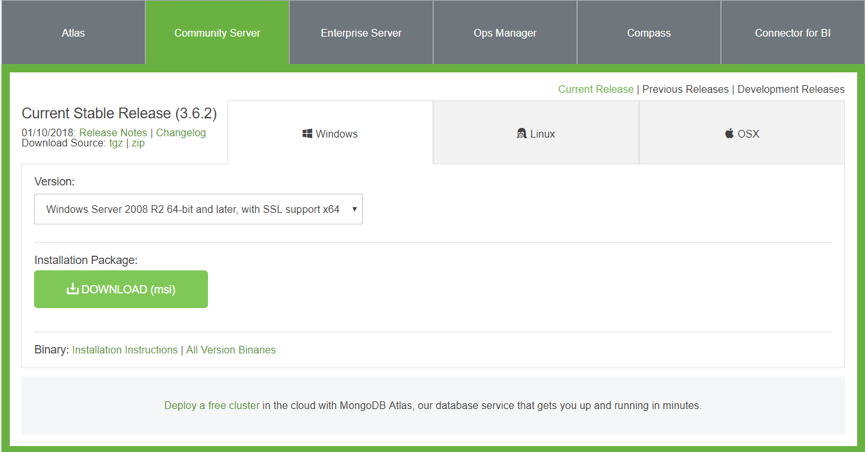 Atlas
Community Server
Enterprise Server
Ops Manager
Compass
Connector for BI
Current Release | Previous Releases | Development Releases
Current Stable Release (3.6.2)
01/10/2018: Release Notes | Changelog
Download Source: tgz | zip
Windows
Linux
OSX
Version:
Windows Server 2008 R2 64-bit and later, with SSL support x64
Installation Package:
DOWNLOAD (msi)
Binary: Installation Instructions | All Version Binaries
Deploy a free cluster in the cloud with MongoDB Atlas, our database service that gets you up and running in minutes.